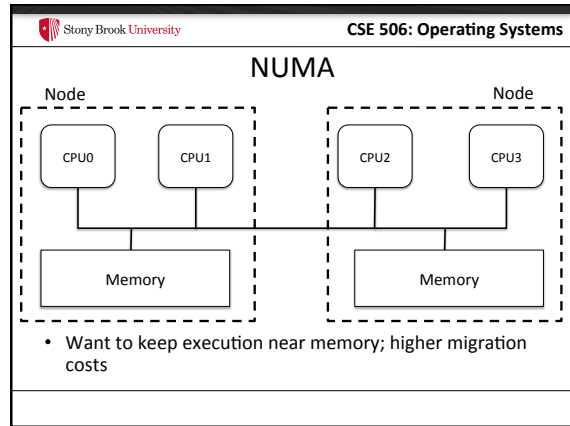 Stony Brook University
CSE 506: Operating Systems
NUMA
Node
Node
CPU0
CPU1
CPU2
CPU3
Memory
Memory
• Want to keep execution near memory; higher migration
costs